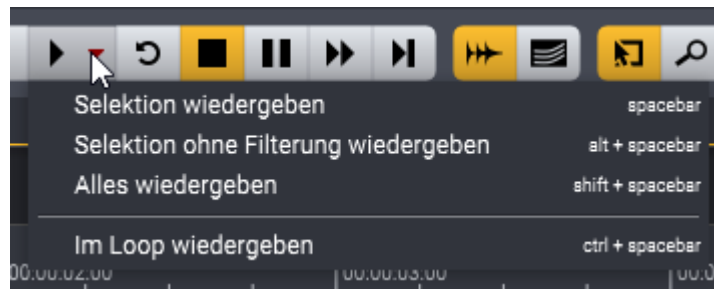 Selektion wiedergeben spacebar
Selektion ohne Filterung wiedergeben alt + spacebar
Alles wiedergeben shift + spacebar
Im Loop wiedergeben ctrl + spacebar
00:00:02:00 00:00:03:00